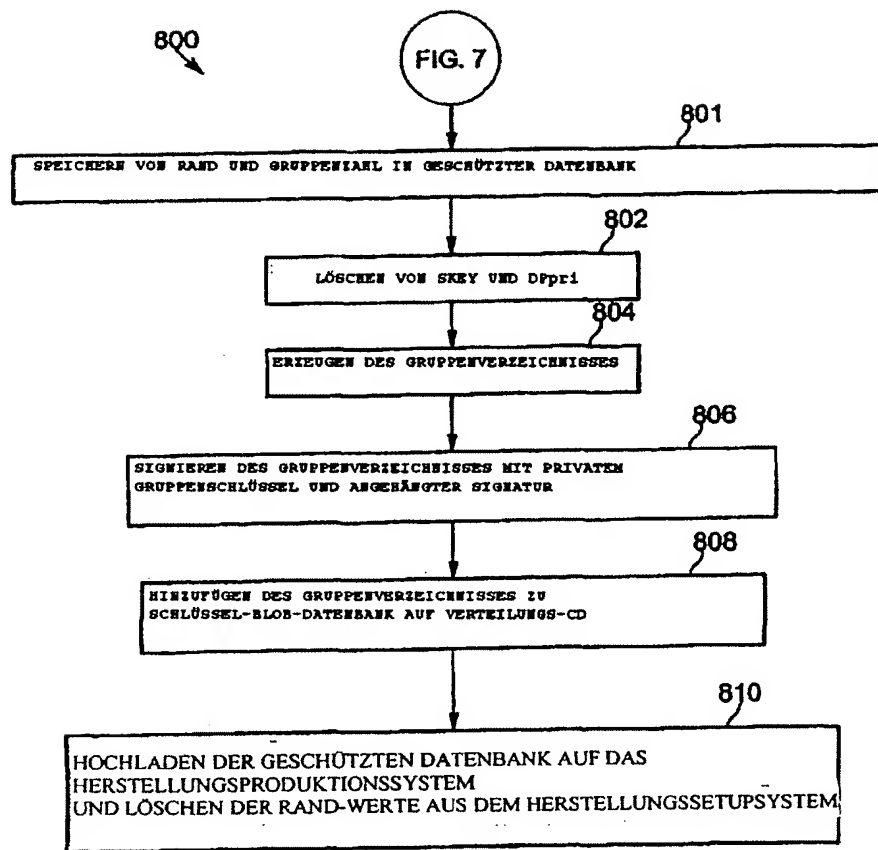 800
FIG. 7
801
SPEICHERN VON RAND UND GRUPPENZAHL IN GESCHÜTZTER DATENBANK
802
LÖSCHEN VON SKEY UND DPpri
804
ERZEUGEN DES GRUPPENVERZEICHNISSES
806
SIGNIEREN DES GRUPPENVERZEICHNISSES MIT PRIVATEM
GRUPPENSCHLÜSSEL UND ANGEHÄNGTER SIGNATUR
808
HINZUFÜGEN DES GRUPPENVERZEICHNISSES ZU
SCHLÜSSEL-BLOB-DATENBANK AUF VERTEILUNGS-CD
810
HOCHLADEN DER GESCHÜTZTEN DATENBANK AUF DAS
HERSTELLUNGSPRODUKTIONSSYSTEM
UND LÖSCHEN DER RAND-WERTE AUS DEM HERSTELLUNGSSETUPSYSTEM